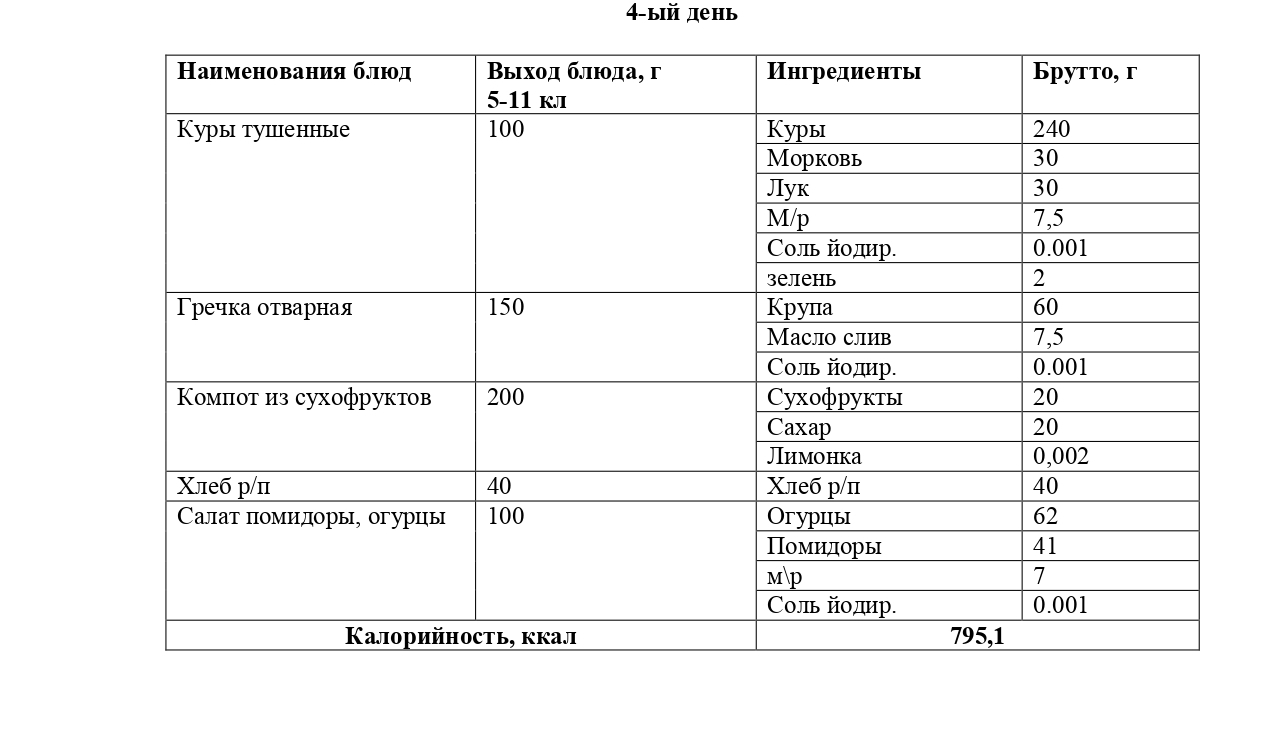 4-ый день
Наименования блюд Выход блюда, г Ингредиенты Брутто, г
5-11 кл
Куры тушенные 100 Куры 240
Морковь 30
Лук 30
М/р 7,5
Соль йодир. 0.001
зелень 2
Гречка отварная 150 Крупа 60
Масло слив 7,5
Соль йодир. 0.001
Компот из сухофруктов 200 Сухофрукты 20
Сахар 20
Лимонка 0,002
Хлеб р/п 40 Хлеб р/п 40
Салат помидоры, огурцы 100 Огурцы 62
Помидоры 41
м\р 7
Соль йодир. 0.001
Калорийность, ккал 795,1